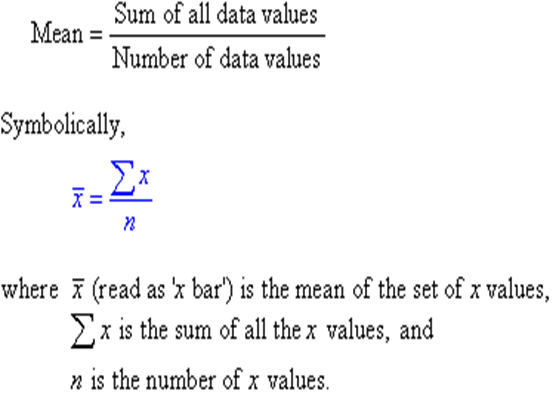 Mean = Sum of all data values / Number of data values
Symbolically,
x̅ = ∑x / n
where x̅ (read as 'x bar') is the mean of the set of x values,
∑x is the sum of all the x values, and
n is the number of x values.